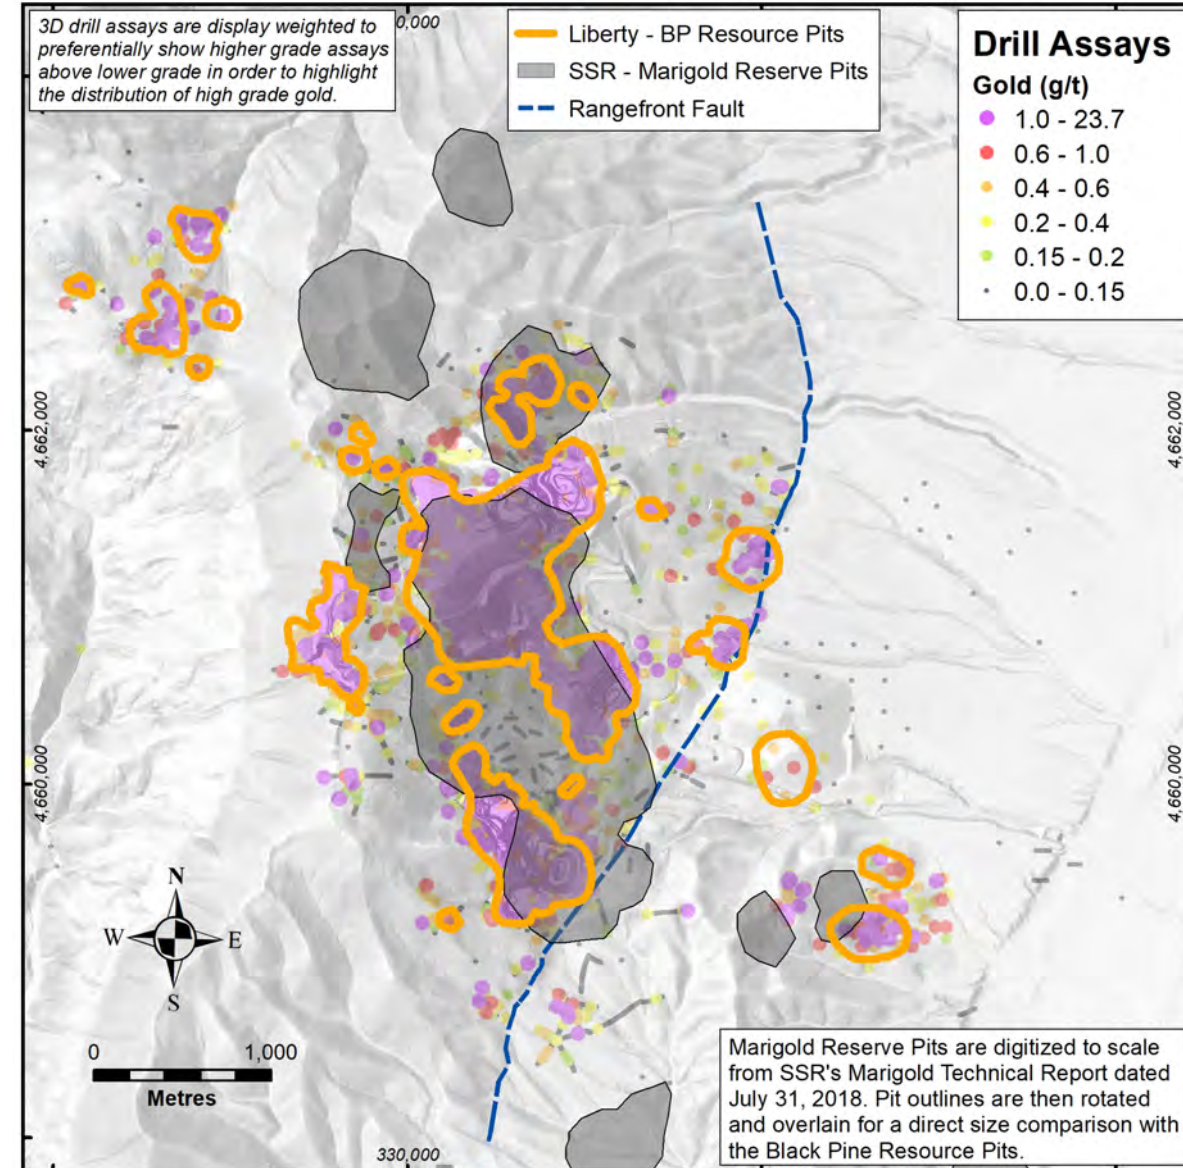 3D drill assays are display weighted to
preferentially show higher grade assays
above lower grade in order to highlight
the distribution of high grade gold.
0,000
Liberty - BP Resource Pits
SSR - Marigold Reserve Pits
Rangefront Fault
Drill Assays
Gold (g/t)
1.0 - 23.7
0.6 - 1.0
0.4 - 0.6
0.2 - 0.4
0.15 - 0.2
0.0 - 0.15
4,662,000
4,662,000
4,660,000
4,660,000
N
W
E
S
0 1,000
Metres
330,000
Marigold Reserve Pits are digitized to scale
from SSR's Marigold Technical Report dated
July 31, 2018. Pit outlines are then rotated
and overlain for a direct size comparison with
the Black Pine Resource Pits.